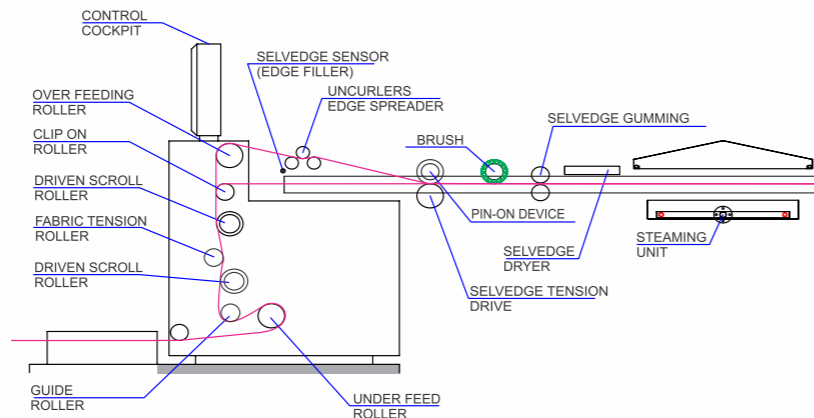 CONTROL
COCKPIT
SELVEDGE SENSOR
(EDGE FILLER)
UNCURLERS
EDGE SPREADER
OVER FEEDING
ROLLER
CLIP ON
ROLLER
DRIVEN SCROLL
ROLLER
FABRIC TENSION
ROLLER
DRIVEN SCROLL
ROLLER
GUIDE
ROLLER
UNDER FEED
ROLLER
BRUSH
SELVEDGE GUMMING
PIN-ON DEVICE
SELVEDGE
DRYER
SELVEDGE TENSION
DRIVE
STEAMING
UNIT